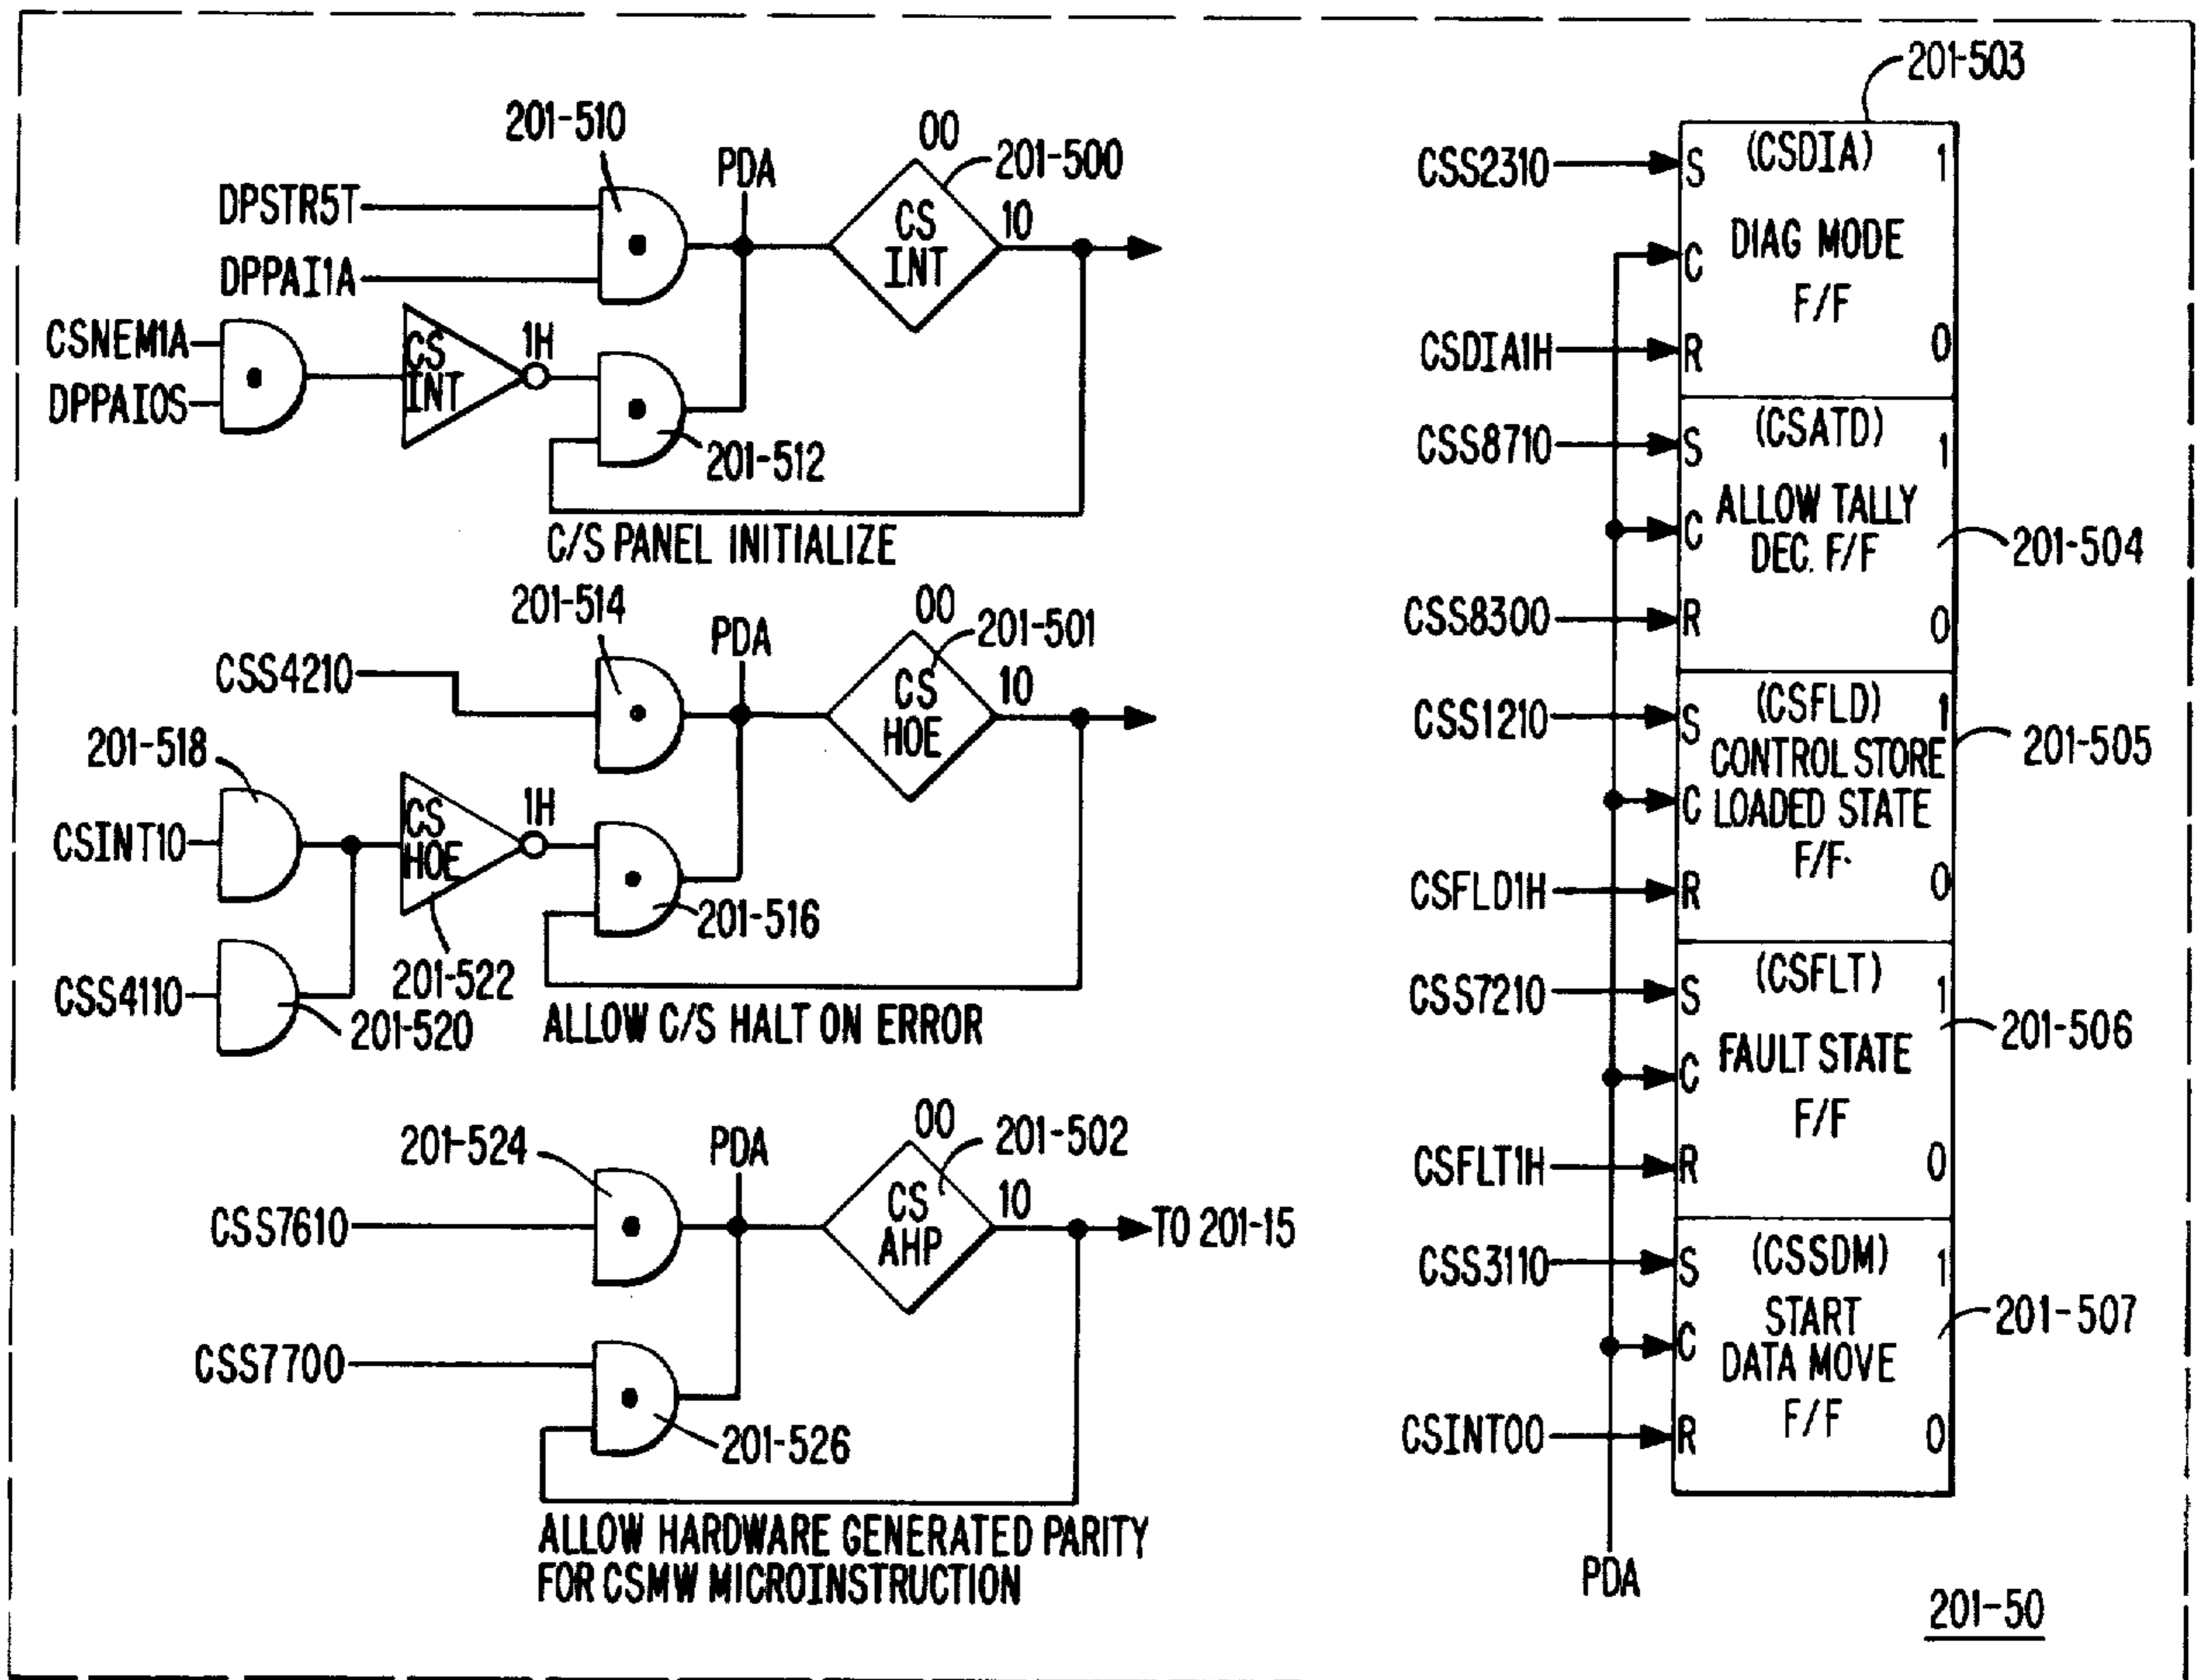 201-510
PDA
00
201-500
DPSTR5T
DPPAI1A
CS
INT
10
CSNEM1A
DPPAI0S
CS
INT
1H
201-512
C/S PANEL INITIALIZE
201-514
PDA
00
201-501
CSS4210
CS
HOE
10
201-518
CSINT10
CS
HOE
1H
201-516
CSS4110
201-522
201-520
ALLOW C/S HALT ON ERROR
201-524
PDA
00
201-502
CSS7610
CS
AHP
10
TO 201-15
CSS7700
201-526
ALLOW HARDWARE GENERATED PARITY
FOR CSMW MICROINSTRUCTION
201-503
CSS2310
S
(CSDIA)
1
C
DIAG MODE
F/F
CSDIA1H
R
0
CSS8710
S
(CSATD)
1
C
ALLOW TALLY
DEC. F/F
201-504
CSS8300
R
0
CSS1210
S
(CSFLD)
1
CONTROL STORE
201-505
C
LOADED STATE
F/F
CSFLD1H
R
0
CSS7210
S
(CSFLT)
1
201-506
FAULT STATE
C
F/F
CSFLT1H
R
0
CSS3110
S
(CSSDM)
1
START
201-507
C
DATA MOVE
F/F
CSINT00
R
0
PDA
201-50